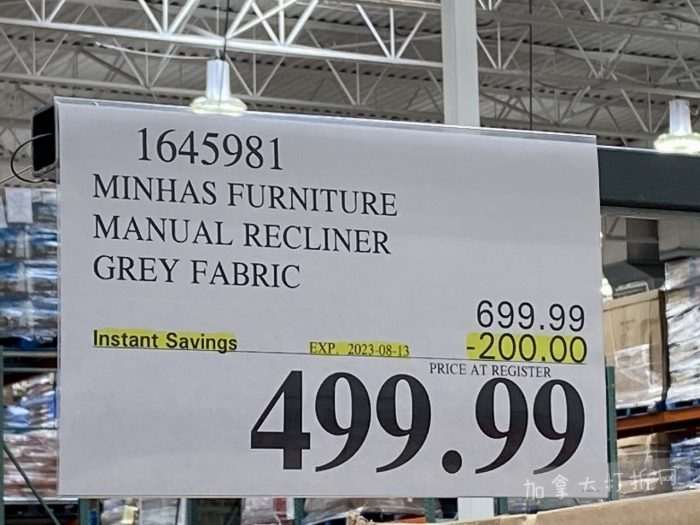 1645981
MINHAS FURNITURE
MANUAL RECLINER
GREY FABRIC
699.99
Instant Savings EXP. 2023-08-13 -200.00
PRICE AT REGISTER
499.99
加拿大打折网